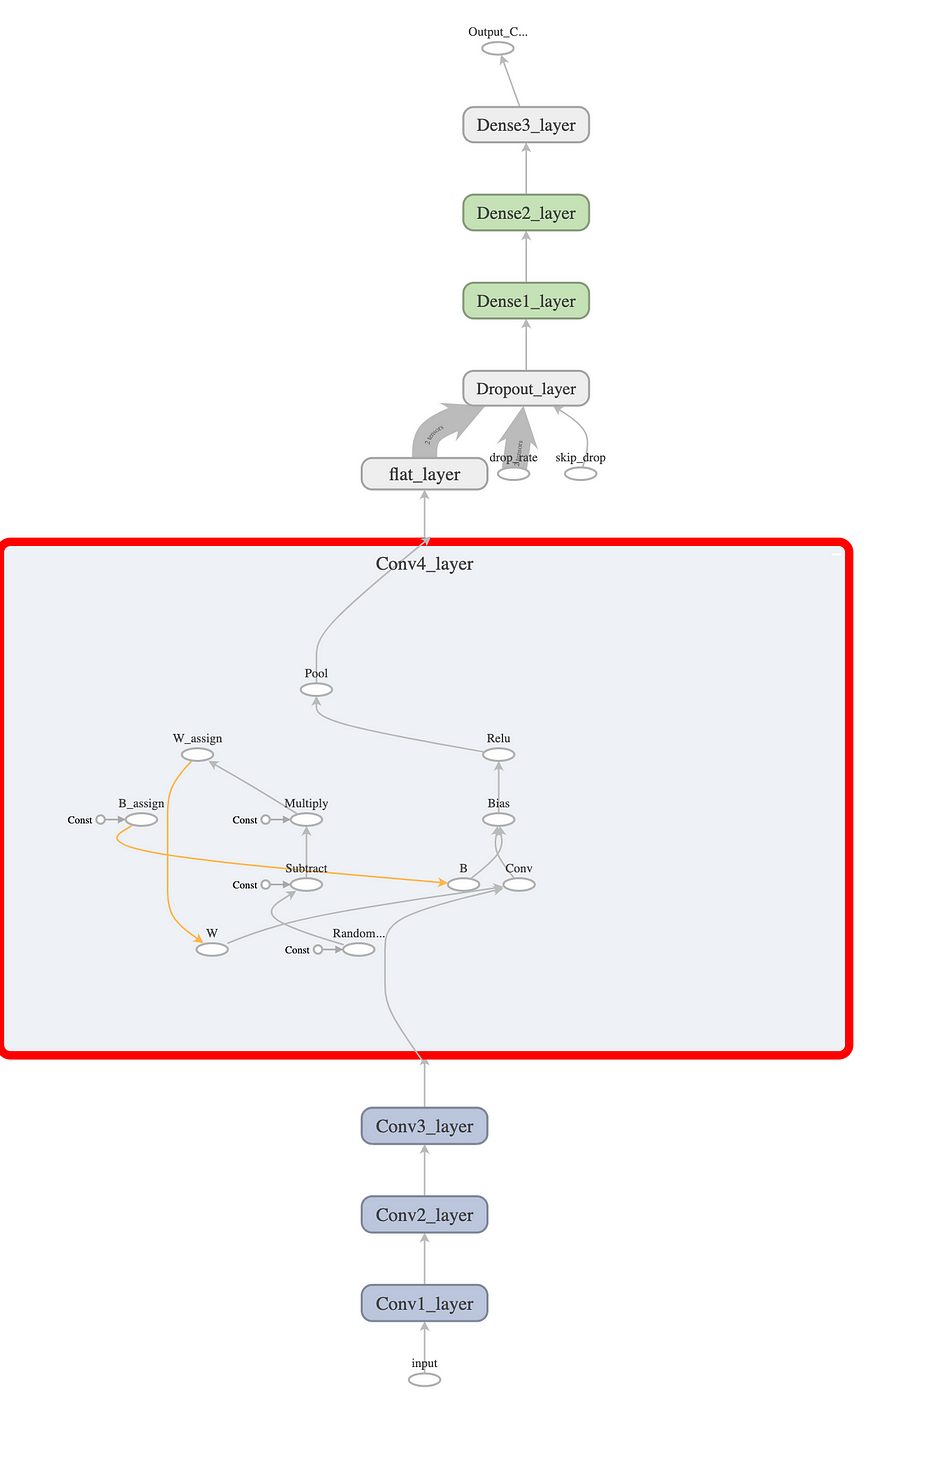 Output_C...
Dense3_layer
Dense2_layer
Dense1_layer
Dropout_layer
2 tensors
drop_rate
skip_drop
flat_layer
Conv4_layer
Pool
W_assign
Relu
B_assign
Multiply
Bias
Const
Const
Subtract
B
Conv
Const
W
Random...
Const
Conv3_layer
Conv2_layer
Conv1_layer
input